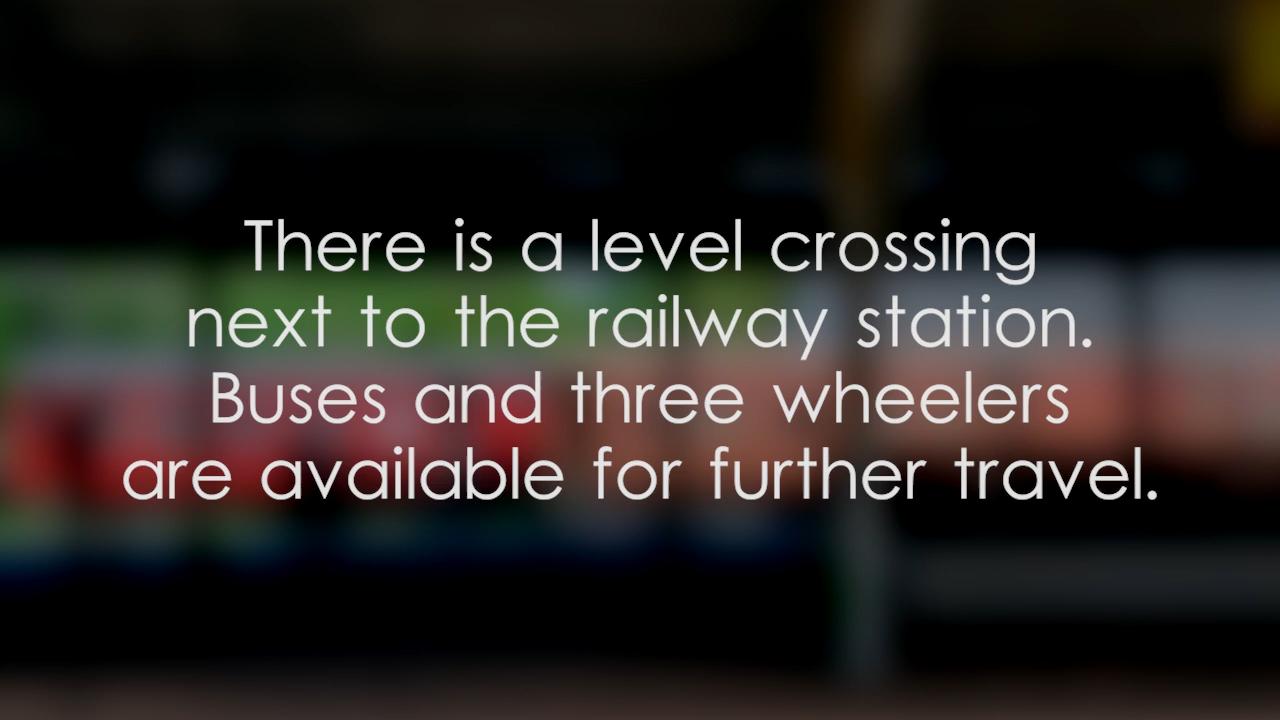 There is a level crossing
next to the railway station.
Buses and three wheelers
are available for further travel.